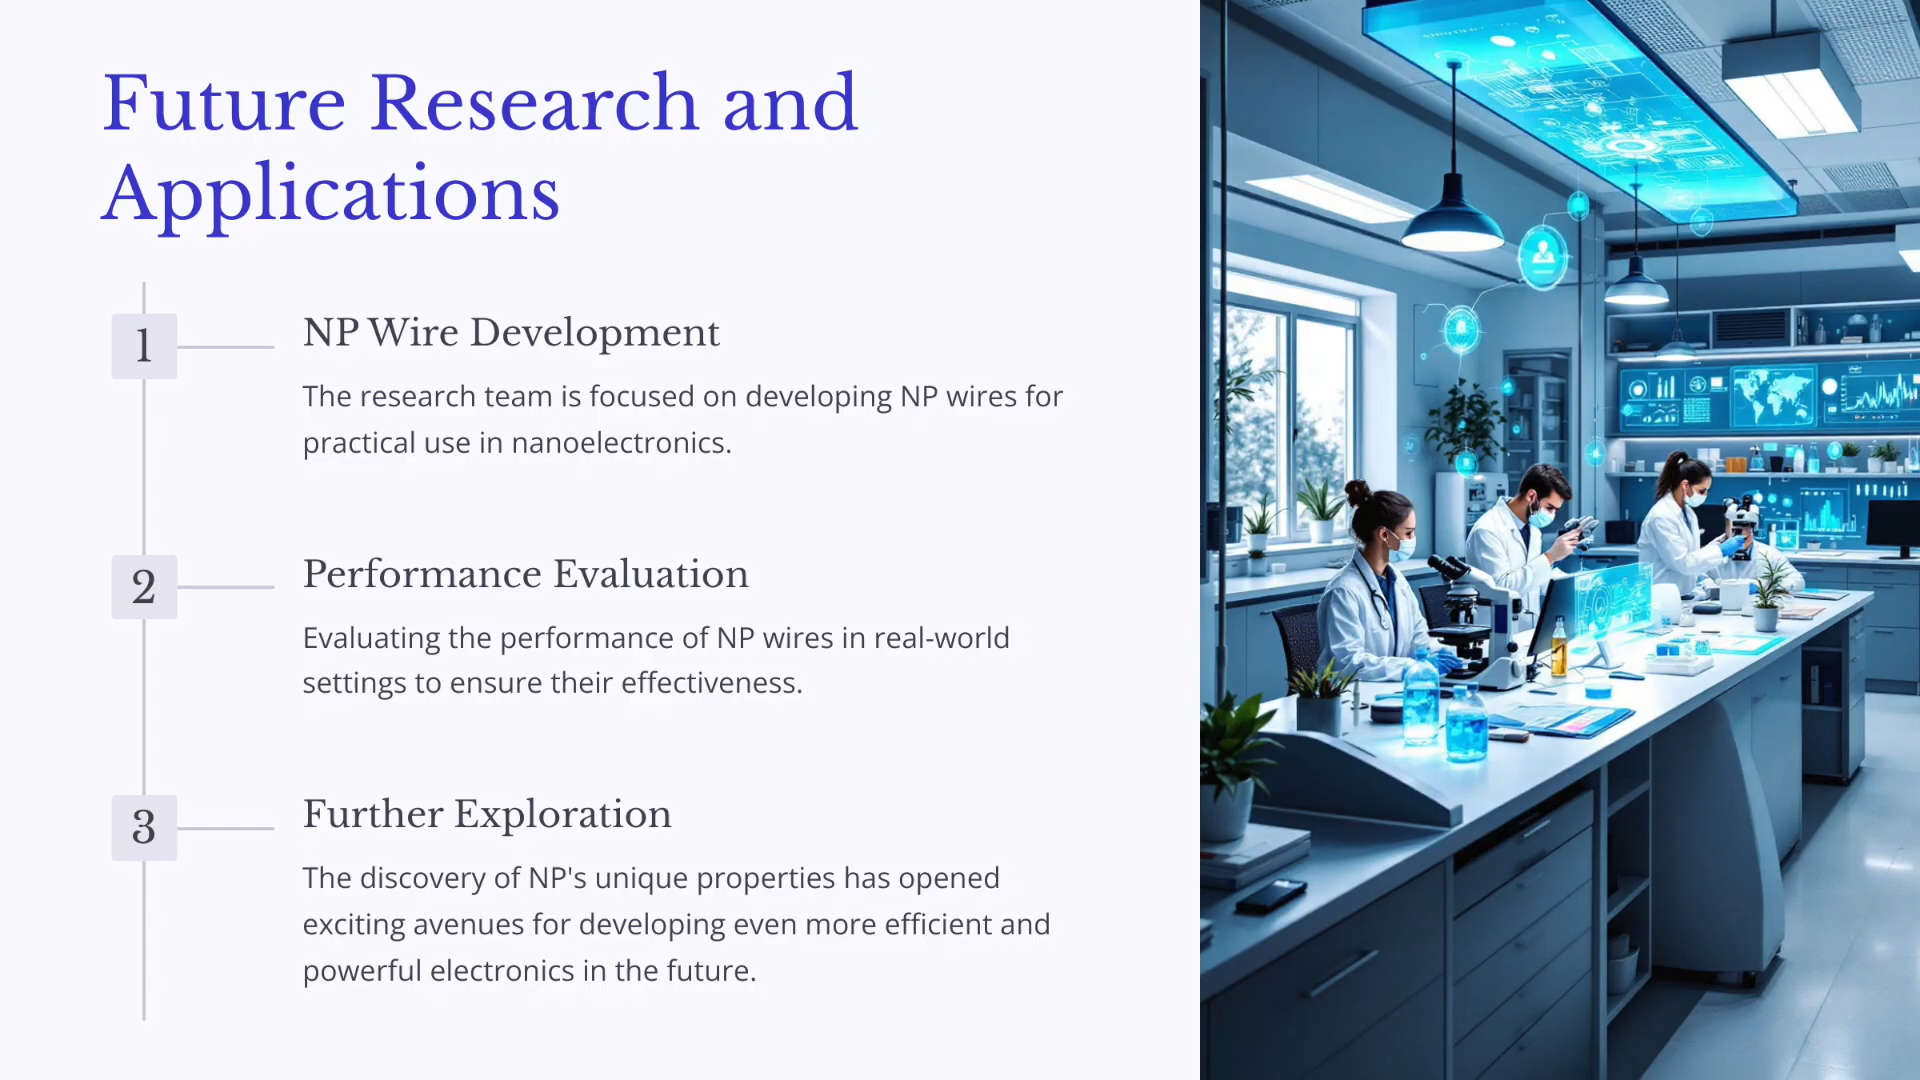 Future Research and
Applications
1
NP Wire Development
The research team is focused on developing NP wires for
practical use in nanoelectronics.
2
Performance Evaluation
Evaluating the performance of NP wires in real-world
settings to ensure their effectiveness.
3
Further Exploration
The discovery of NP's unique properties has opened
exciting avenues for developing even more efficient and
powerful electronics in the future.